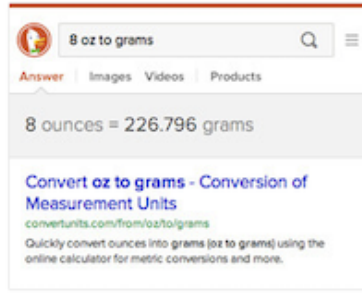 8 oz to grams
Answer Images Videos Products
8 ounces = 226.796 grams
Convert oz to grams - Conversion of
Measurement Units
convertunits.com/from/oz/to/grams
Quickly convert ounces into grams (oz to grams) using the
online calculator for metric conversions and more.